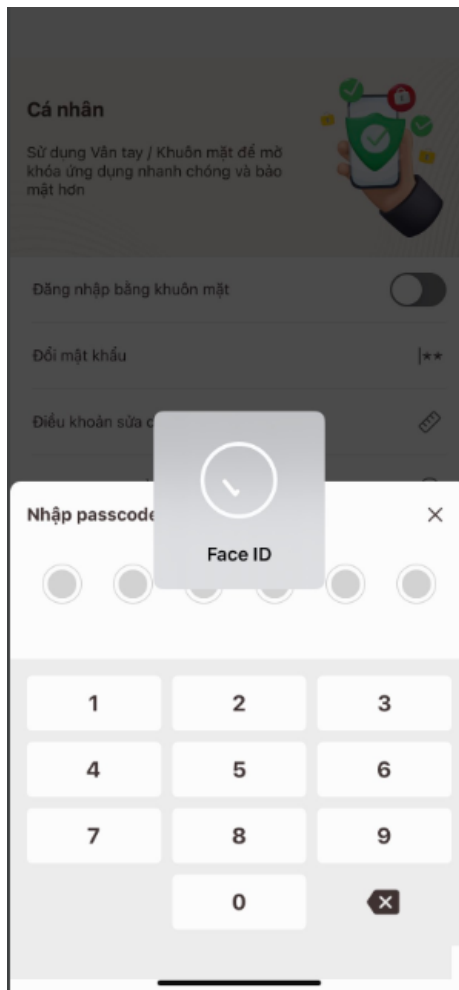 Cá nhân
Sử dụng Vân tay / Khuôn mặt để mở
khóa ứng dụng nhanh chóng và bảo
mật hơn
Đăng nhập bằng khuôn mặt
Đổi mật khẩu
|**
Điều khoản sửa
Nhập passcode
Face ID
1 2 3
4 5 6
7 8 9
0